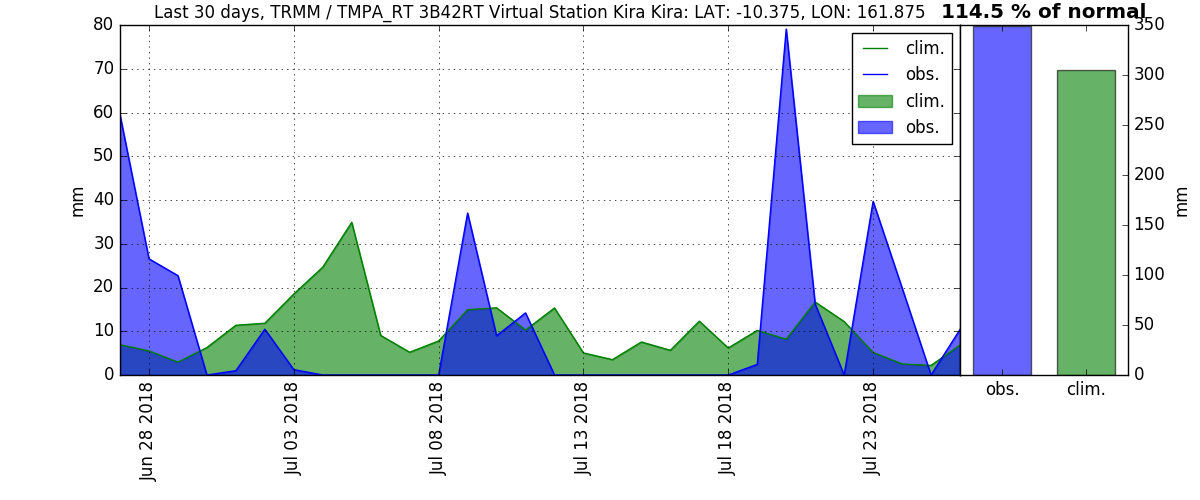 Last 30 days, TRMM / TMPA_RT 3B42RT Virtual Station Kira Kira: LAT: -10.375, LON: 161.875 114.5 % of normal
80 350
70 300
60 250
50 200
40 150
30 100
20 50
10 0
0
mm
mm
clim.
obs.
clim.
obs.
obs. clim.
Jun 28 2018
Jul 03 2018
Jul 08 2018
Jul 13 2018
Jul 18 2018
Jul 23 2018